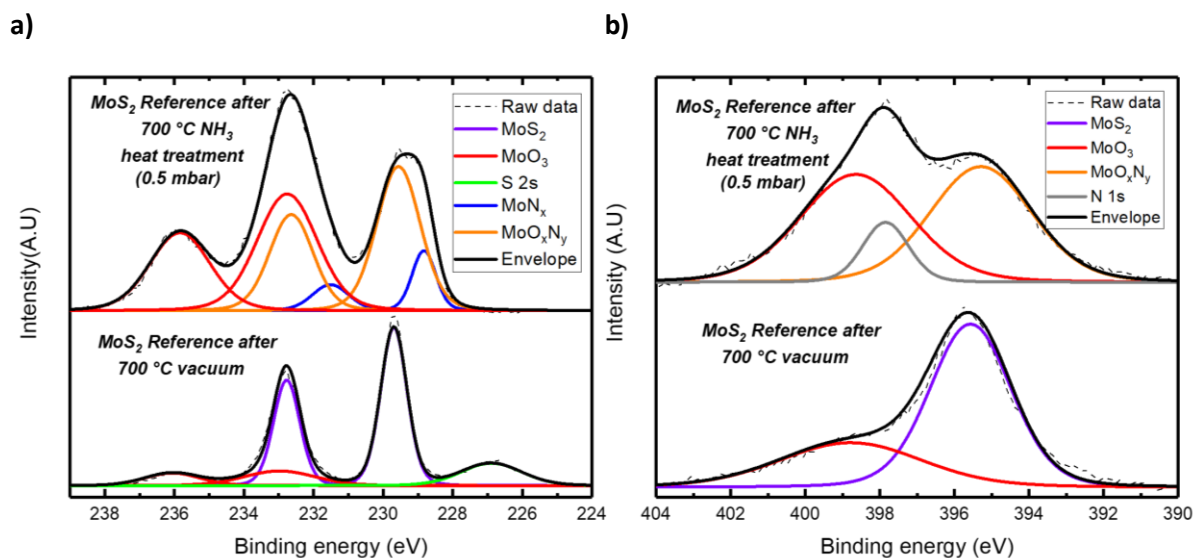 a)
b)
MoS₂ Reference after
700 °C NH₃
heat treatment
(0.5 mbar)
Raw data
MoS₂
MoO₃
S 2s
MoNₓ
MoOₓNᵧ
Envelope
MoS₂ Reference after
700 °C vacuum
Intensity(A.U)
238 236 234 232 230 228 226 224
Binding energy (eV)
MoS₂ Reference after
700 °C NH₃
heat treatment
(0.5 mbar)
Raw data
MoS₂
MoO₃
MoOₓNᵧ
N 1s
Envelope
MoS₂ Reference after
700 °C vacuum
Intensity (A.U)
404 402 400 398 396 394 392 390
Binding energy (eV)